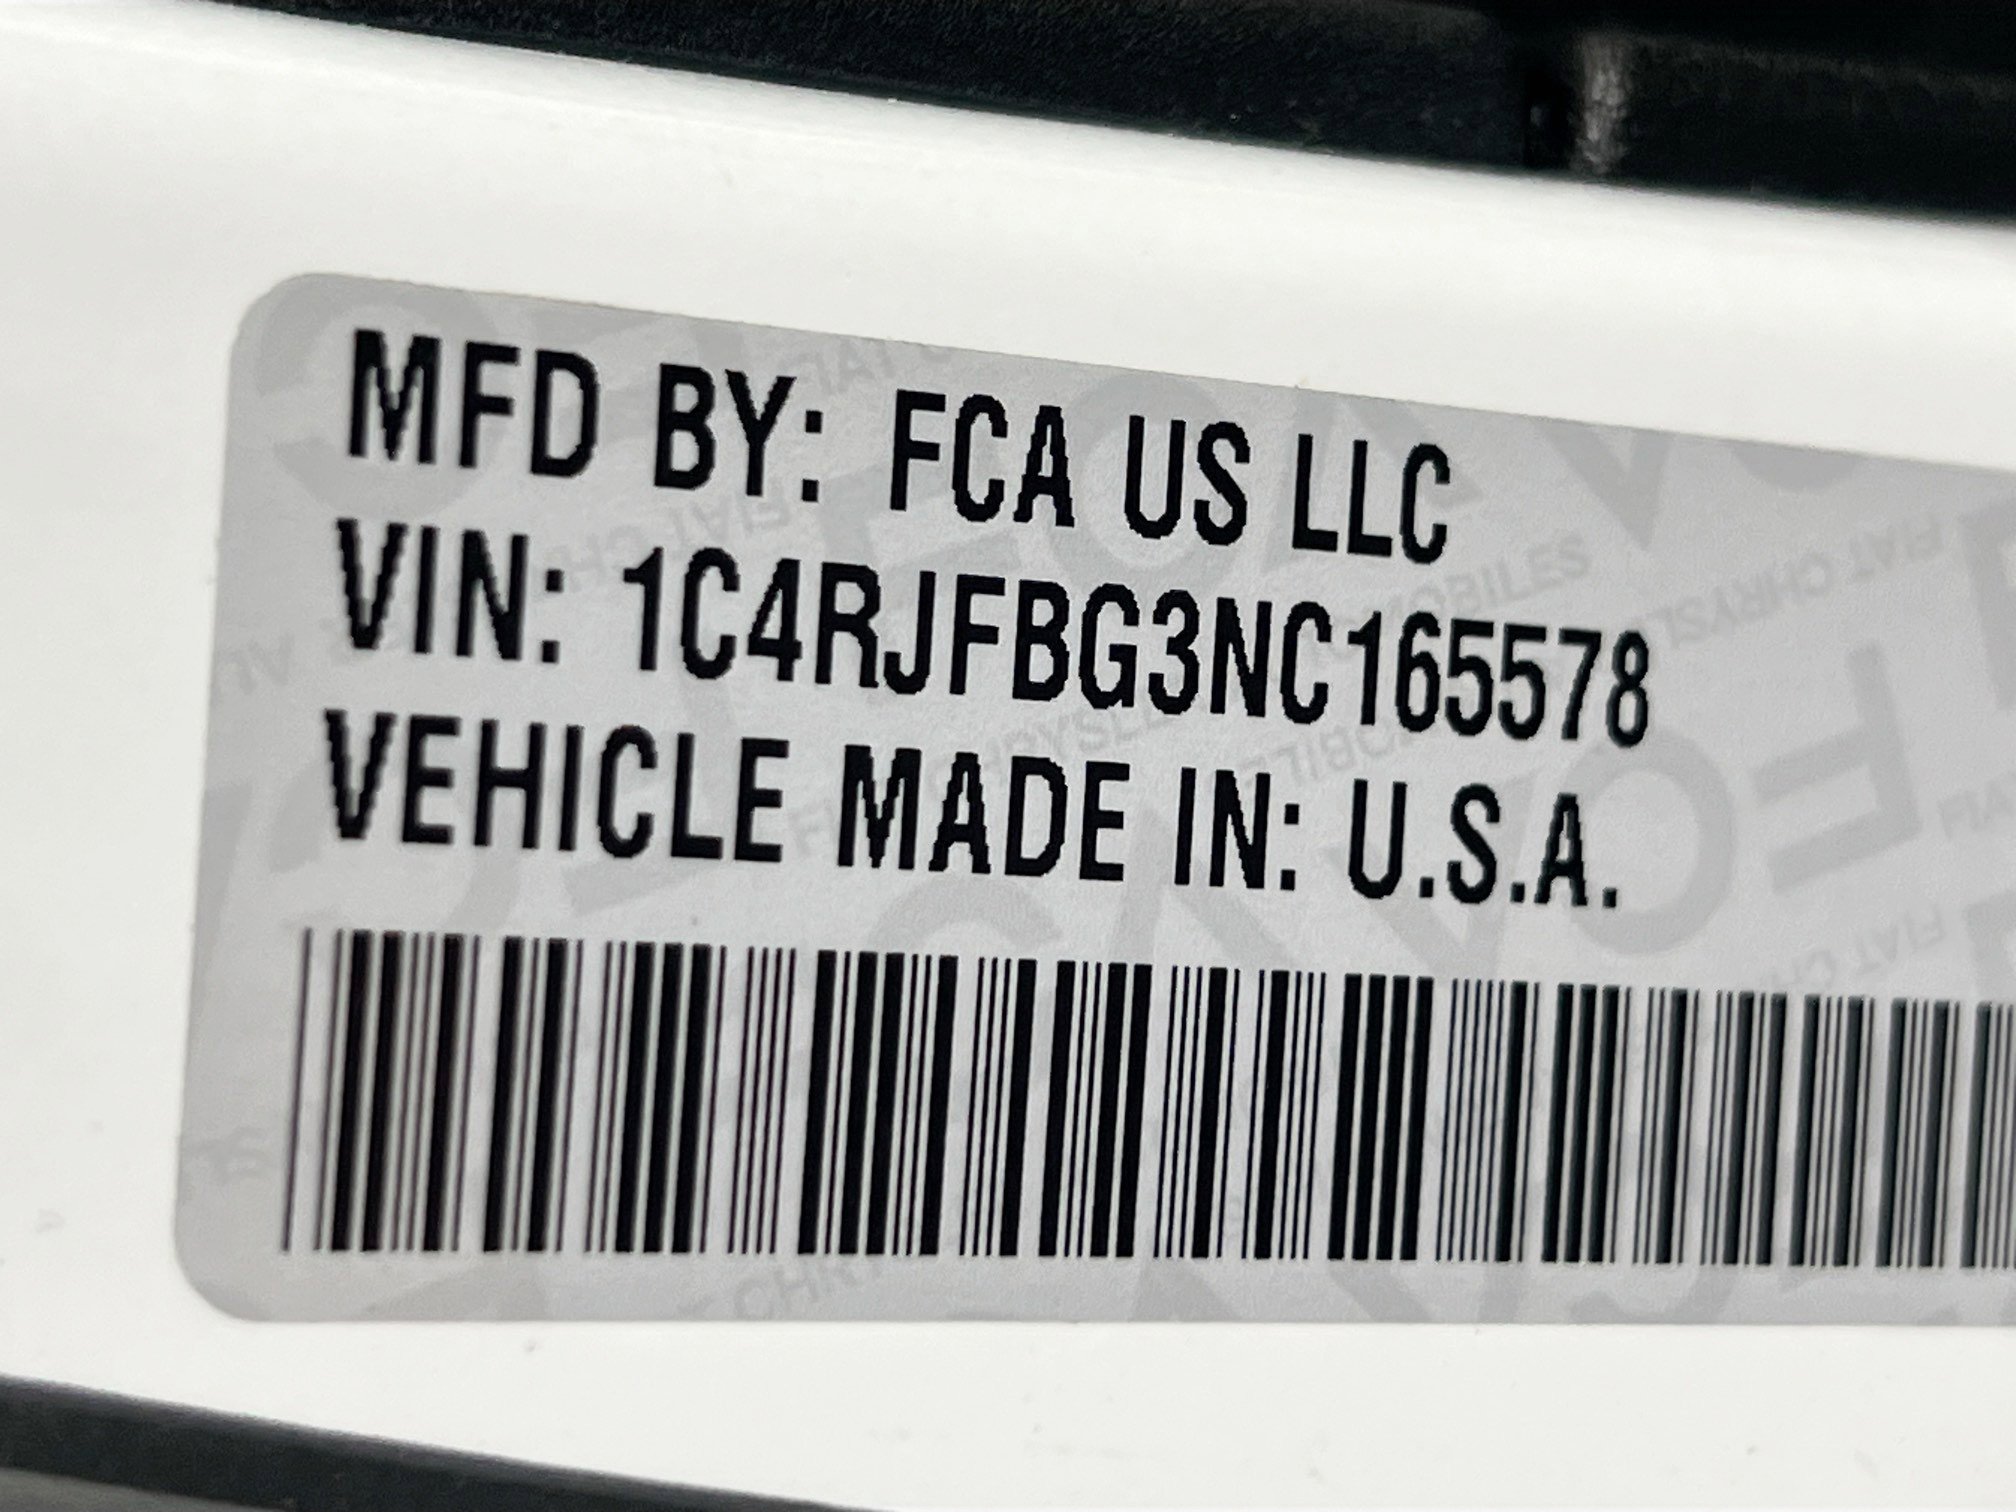 MFD BY: FCA US LLC
VIN: 1C4RJFBG3NC165578
VEHICLE MADE IN: U.S.A.